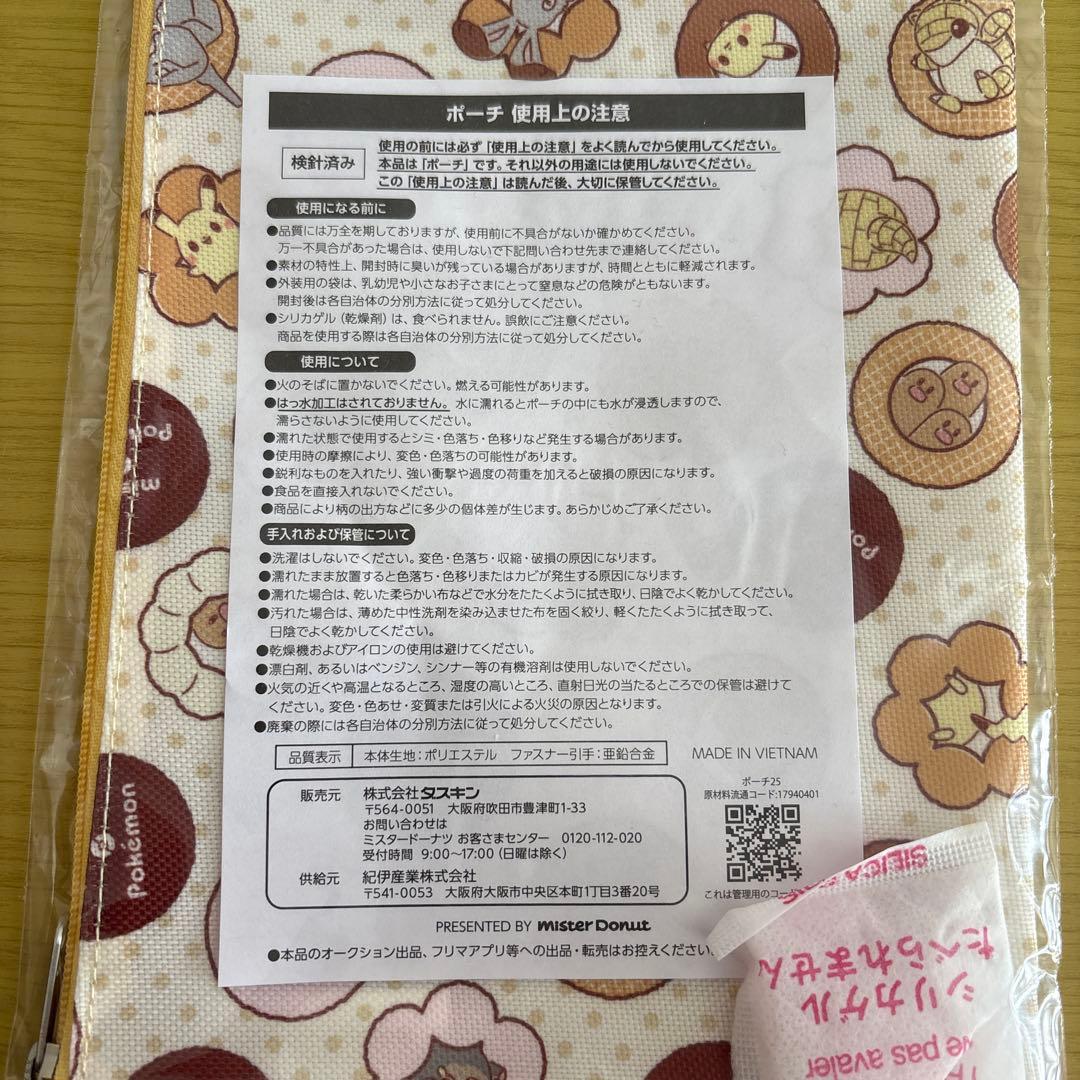 ポーチ 使用上の注意
検針済み
使用の前には必ず「使用上の注意」をよく読んでから使用してください。
本品は「ポーチ」です。それ以外の用途には使用しないでください。
この「使用上の注意」は読んだ後、大切に保管してください。
使用になる前に
●品質には万全を期しておりますが、使用前に不具合がないか確かめてください。
万一不具合があった場合は、使用しないで下記問い合わせ先まで連絡してください。
●素材の特性上、開封時に臭いが残っている場合がありますが、時間とともに軽減されます。
●外装用の袋は、乳幼児や小さなお子さまにとって窒息などの危険がともないます。
開封後は各自治体の分別方法に従って処分してください。
●シリカゲル（乾燥剤）は、食べられません。誤飲にご注意ください。
商品を使用する際は各自治体の分別方法に従って処分してください。
使用について
●火のそばに置かないでください。燃える可能性があります。
●はっ水加工はされておりません。水に濡れるとポーチの中にも水が浸透しますので、
濡らさないように使用してください。
●濡れた状態で使用するとシミ・色落ち・色移りなど発生する場合があります。
●使用時の摩擦により、変色・色落ちの可能性があります。
●鋭利なものを入れたり、強い衝撃や過度の荷重を加えると破損の原因になります。
●食品を直接入れないでください。
●商品により柄の出方などに多少の個体差が生じます。あらかじめご了承ください。
手入れおよび保管について
●洗濯はしないでください。変色・色落ち・収縮・破損の原因になります。
●濡れたまま放置すると色落ち・色移りまたはカビが発生する原因になります。
●濡れた場合は、乾いた柔らかい布などで水分をたたくように拭き取り、日陰でよく乾かしてください。
●汚れた場合は、薄めた中性洗剤を染み込ませた布を固く絞り、軽くたたくように拭き取って、
日陰でよく乾かしてください。
●乾燥機およびアイロンの使用は避けてください。
●漂白剤、あるいはベンジン、シンナー等の有機溶剤は使用しないでください。
●火気の近くや高温となるところ、湿度の高いところ、直射日光の当たるところでの保管は避けて
ください。変色・色あせ・変質または引火による火災の原因となります。
●廃棄の際には各自治体の分別方法に従って処分してください。
品質表示 本体生地：ポリエステル ファスナー引手：亜鉛合金
MADE IN VIETNAM
ポーチ25
原材料流通コード:17940401
これは管理用のコー
販売元 株式会社ダスキン
〒564-0051 大阪府吹田市豊津町1-33
お問い合わせは
ミスタードーナツ お客さまセンター 0120-112-020
受付時間 9:00〜17:00（日曜は除く）
供給元 紀伊産業株式会社
〒541-0053 大阪府大阪市中央区本町1丁目3番20号
PRESENTED BY mister Donut
●本品のオークション出品、フリマアプリ等への出品・転売はお控えください。
Pokémon
Po
Po
SILICA
シリカゲル
たべられません
pas avaler